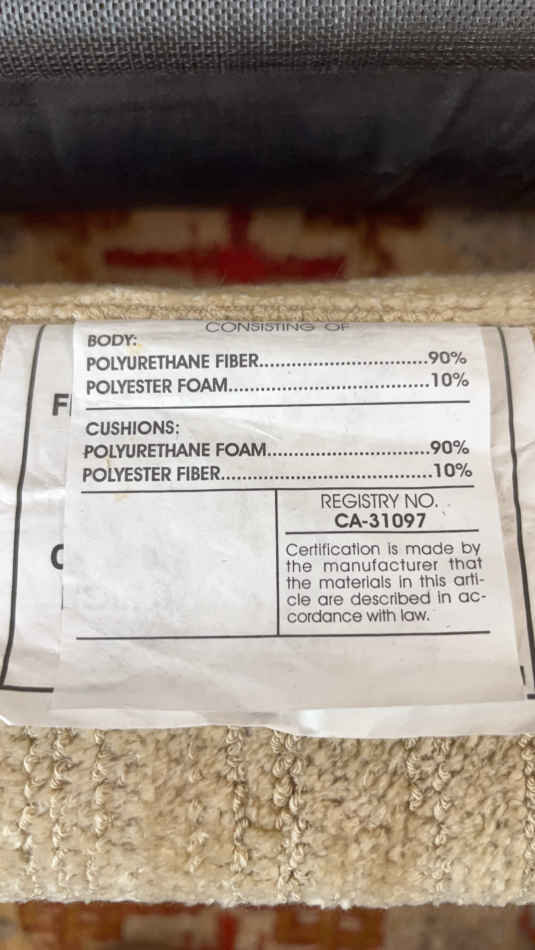 CONSISTING OF
BODY:
POLYURETHANE FIBER..............................90%
POLYESTER FOAM....................................10%
CUSHIONS:
POLYURETHANE FOAM.............................90%
POLYESTER FIBER.....................................10%
REGISTRY NO.
CA-31097
Certification is made by
the manufacturer that
the materials in this arti-
cle are described in ac-
cordance with law.